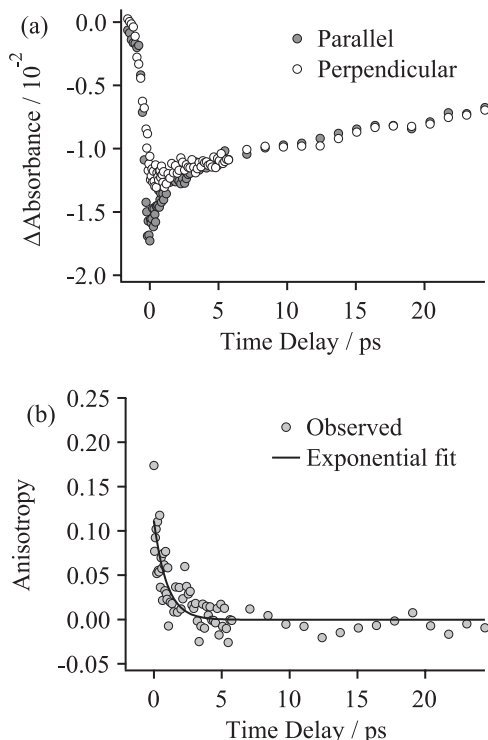 (a)
ΔAbsorbance / 10⁻²
0.0
-0.5
-1.0
-1.5
-2.0
Parallel
Perpendicular
0 5 10 15 20
Time Delay / ps
(b)
Anisotropy
0.25
0.20
0.15
0.10
0.05
0.00
-0.05
Observed
Exponential fit
0 5 10 15 20
Time Delay / ps